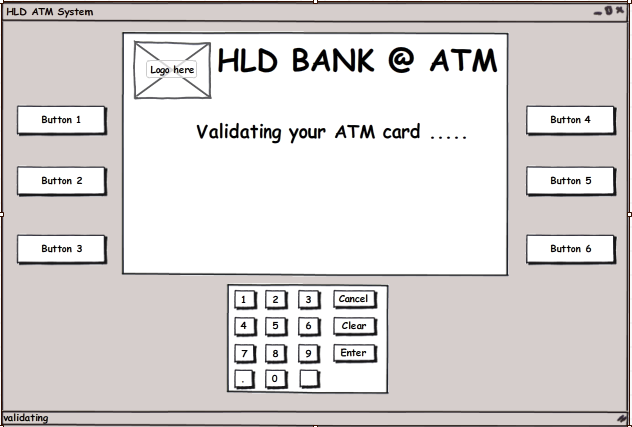 HLD ATM System
Logo here
HLD BANK @ ATM
Validating your ATM card .....
Button 1
Button 4
Button 2
Button 5
Button 3
Button 6
1 2 3 Cancel
4 5 6 Clear
7 8 9 Enter
. 0
validating